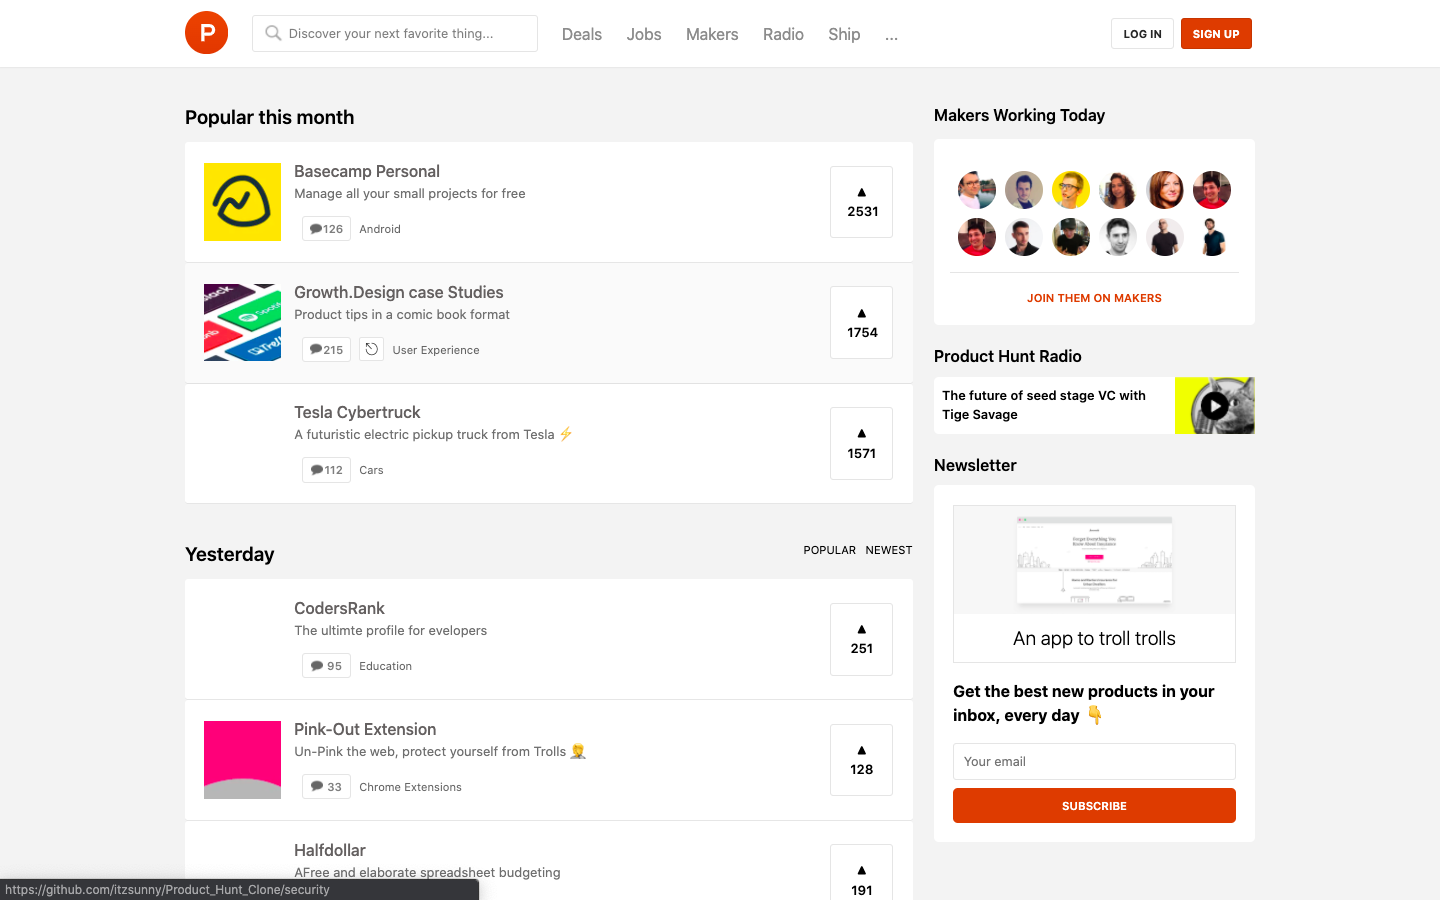 P
Discover your next favorite thing...
Deals
Jobs
Makers
Radio
Ship
...
LOG IN
SIGN UP
Popular this month
Basecamp Personal
Manage all your small projects for free
126
Android
2531
Growth.Design case Studies
Product tips in a comic book format
215
User Experience
1754
Tesla Cybertruck
A futuristic electric pickup truck from Tesla ⚡
112
Cars
1571
Yesterday
POPULAR
NEWEST
CodersRank
The ultimte profile for evelopers
95
Education
251
Pink-Out Extension
Un-Pink the web, protect yourself from Trolls 🤦
33
Chrome Extensions
128
Halfdollar
AFree and elaborate spreadsheet budgeting
191
https://github.com/itzsunny/Product_Hunt_Clone/security
Makers Working Today
JOIN THEM ON MAKERS
Product Hunt Radio
The future of seed stage VC with
Tige Savage
Newsletter
An app to troll trolls
Get the best new products in your
inbox, every day 👇
Your email
SUBSCRIBE